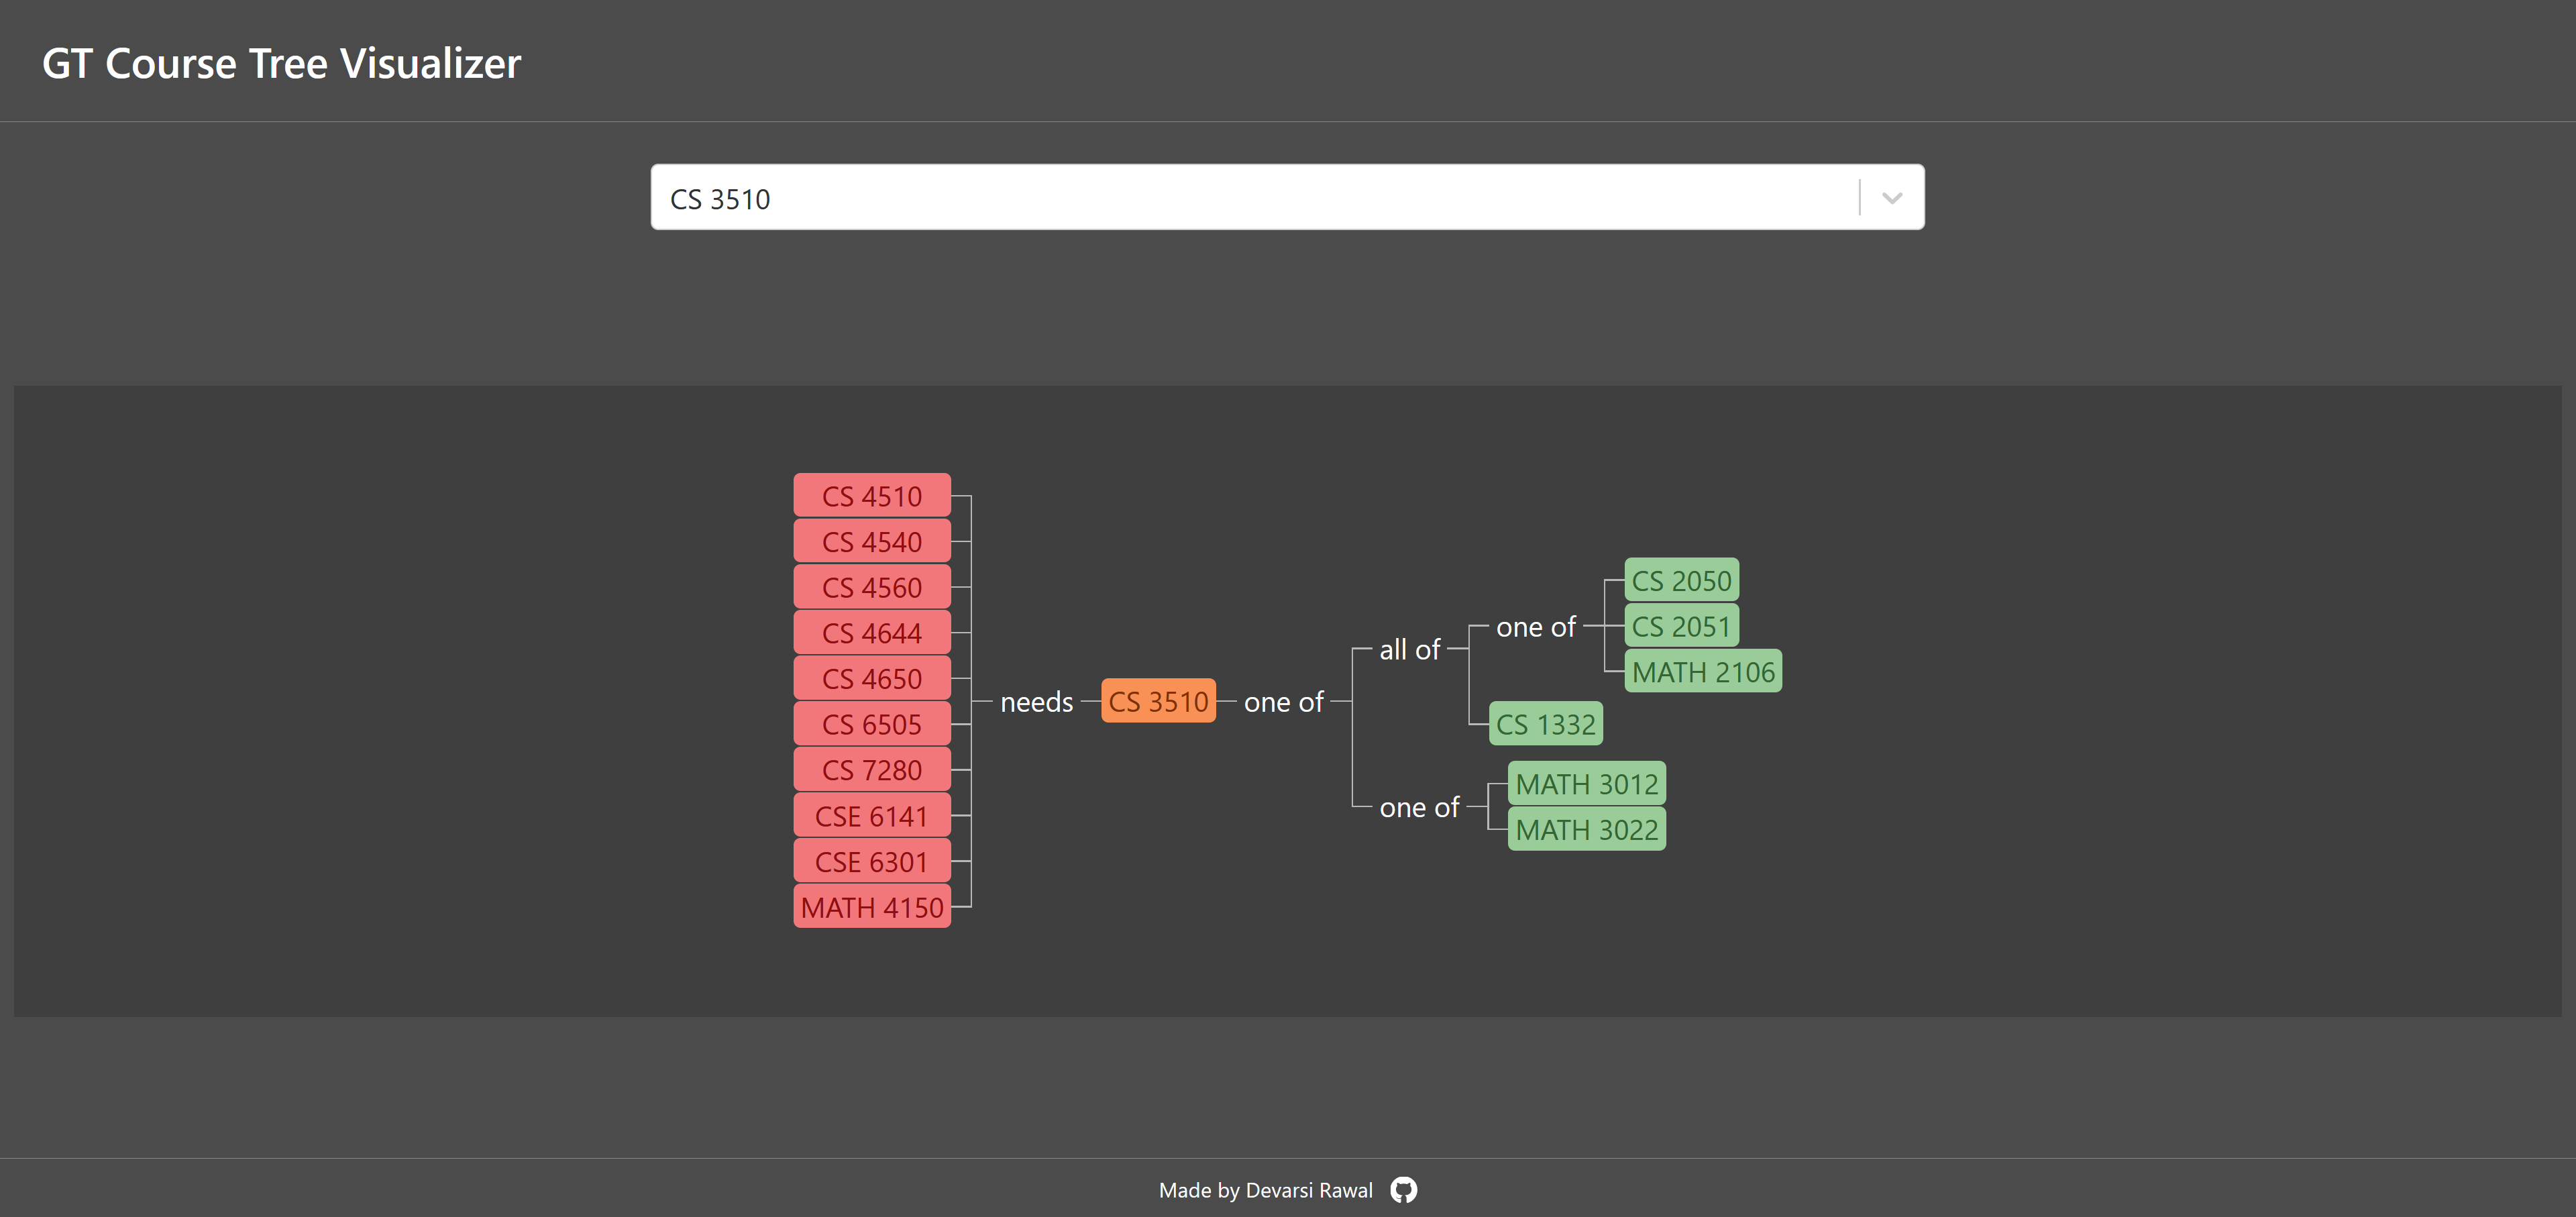 GT Course Tree Visualizer
CS 3510
CS 4510
CS 4540
CS 4560
CS 4644
CS 4650
CS 6505
CS 7280
CSE 6141
CSE 6301
MATH 4150
needs
CS 3510
one of
all of
one of
CS 2050
CS 2051
MATH 2106
CS 1332
one of
MATH 3012
MATH 3022
Made by Devarsi Rawal